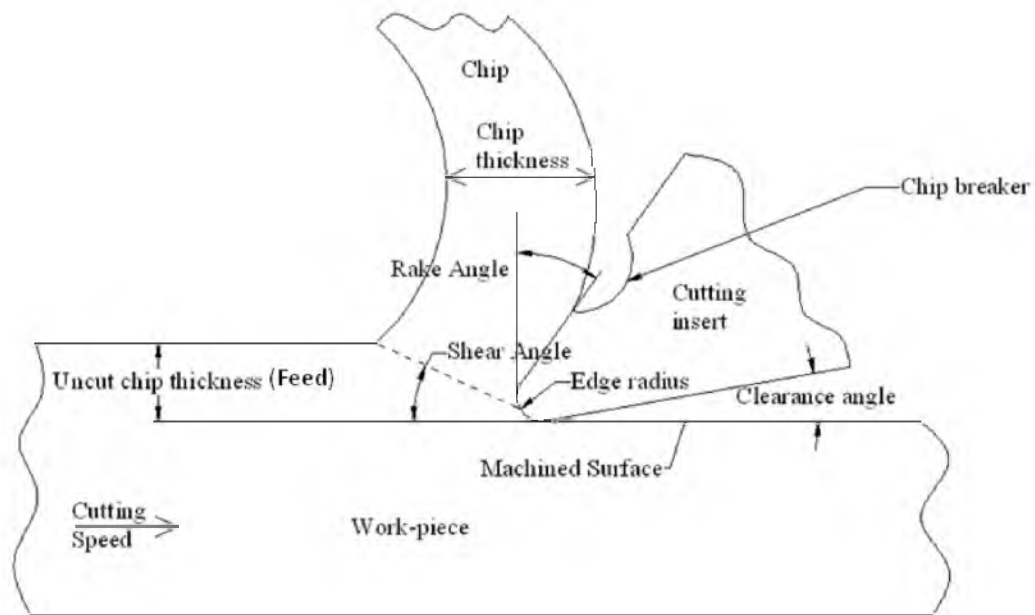 Chip
Chip
thickness
Chip breaker
Rake Angle
Cutting
insert
Shear Angle
Uncut chip thickness (Feed)
Edge radius
Clearance angle
Machined Surface
Cutting
Speed
Work-piece